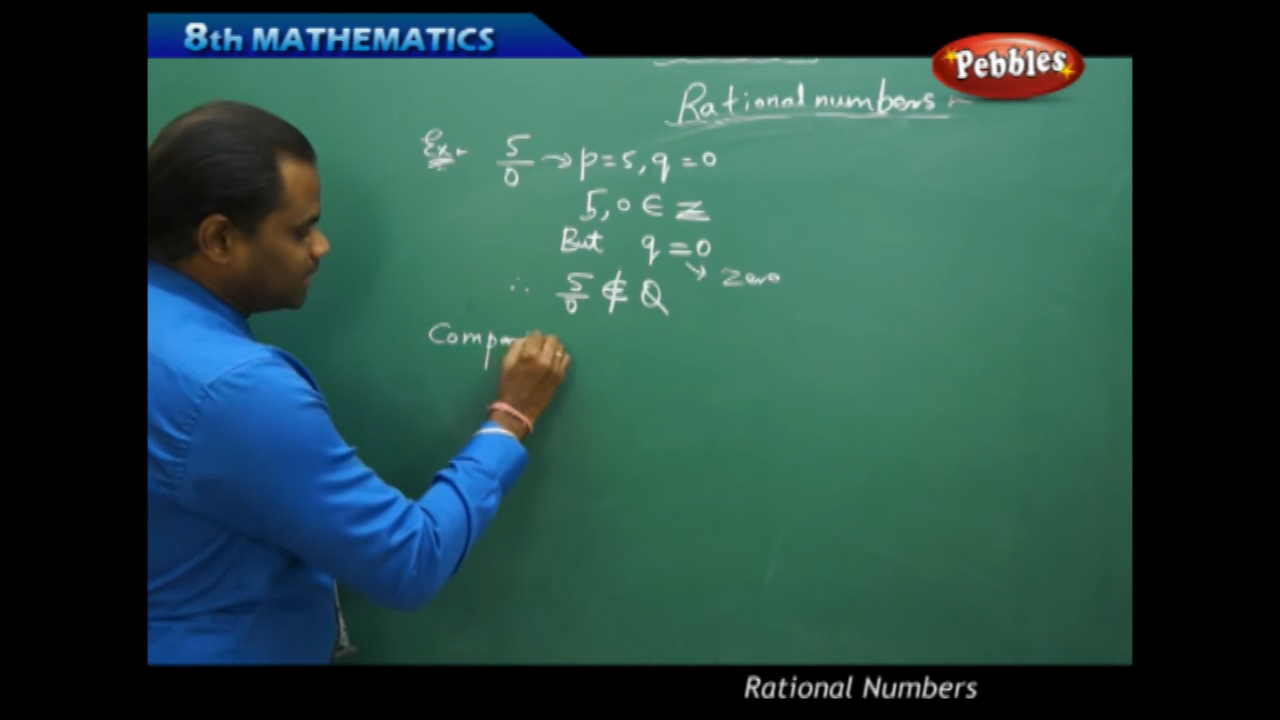 8th MATHEMATICS
Pebbles
Rational numbers
Ex:- 5/0 → p = 5, q = 0
5, 0 ∈ Z
But q = 0
→ Zero
∴ 5/0 ∉ Q
Rational Numbers